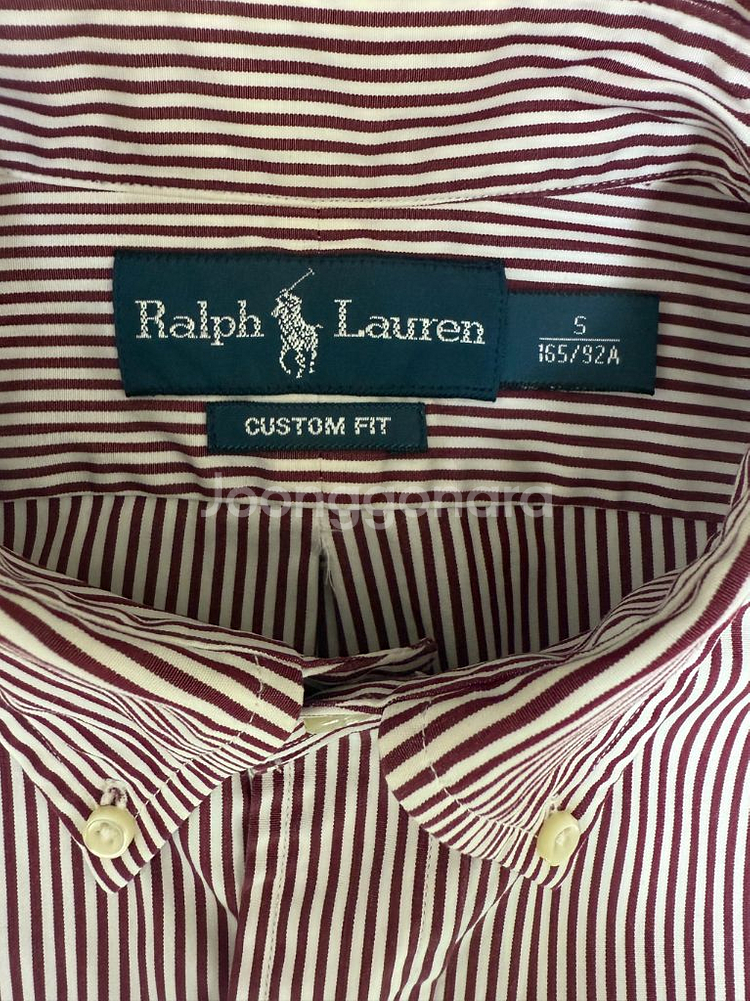 Ralph Lauren
S
165/92A
CUSTOM FIT
Joonggonara